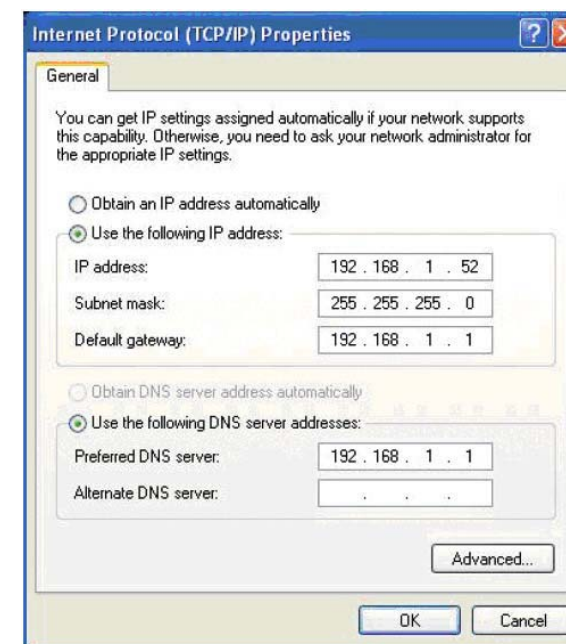 Internet Protocol (TCP/IP) Properties
General
You can get IP settings assigned automatically if your network supports
this capability. Otherwise, you need to ask your network administrator for
the appropriate IP settings.
Obtain an IP address automatically
Use the following IP address:
IP address: 192 . 168 . 1 . 52
Subnet mask: 255 . 255 . 255 . 0
Default gateway: 192 . 168 . 1 . 1
Obtain DNS server address automatically
Use the following DNS server addresses:
Preferred DNS server: 192 . 168 . 1 . 1
Alternate DNS server: . . .
Advanced...
OK Cancel